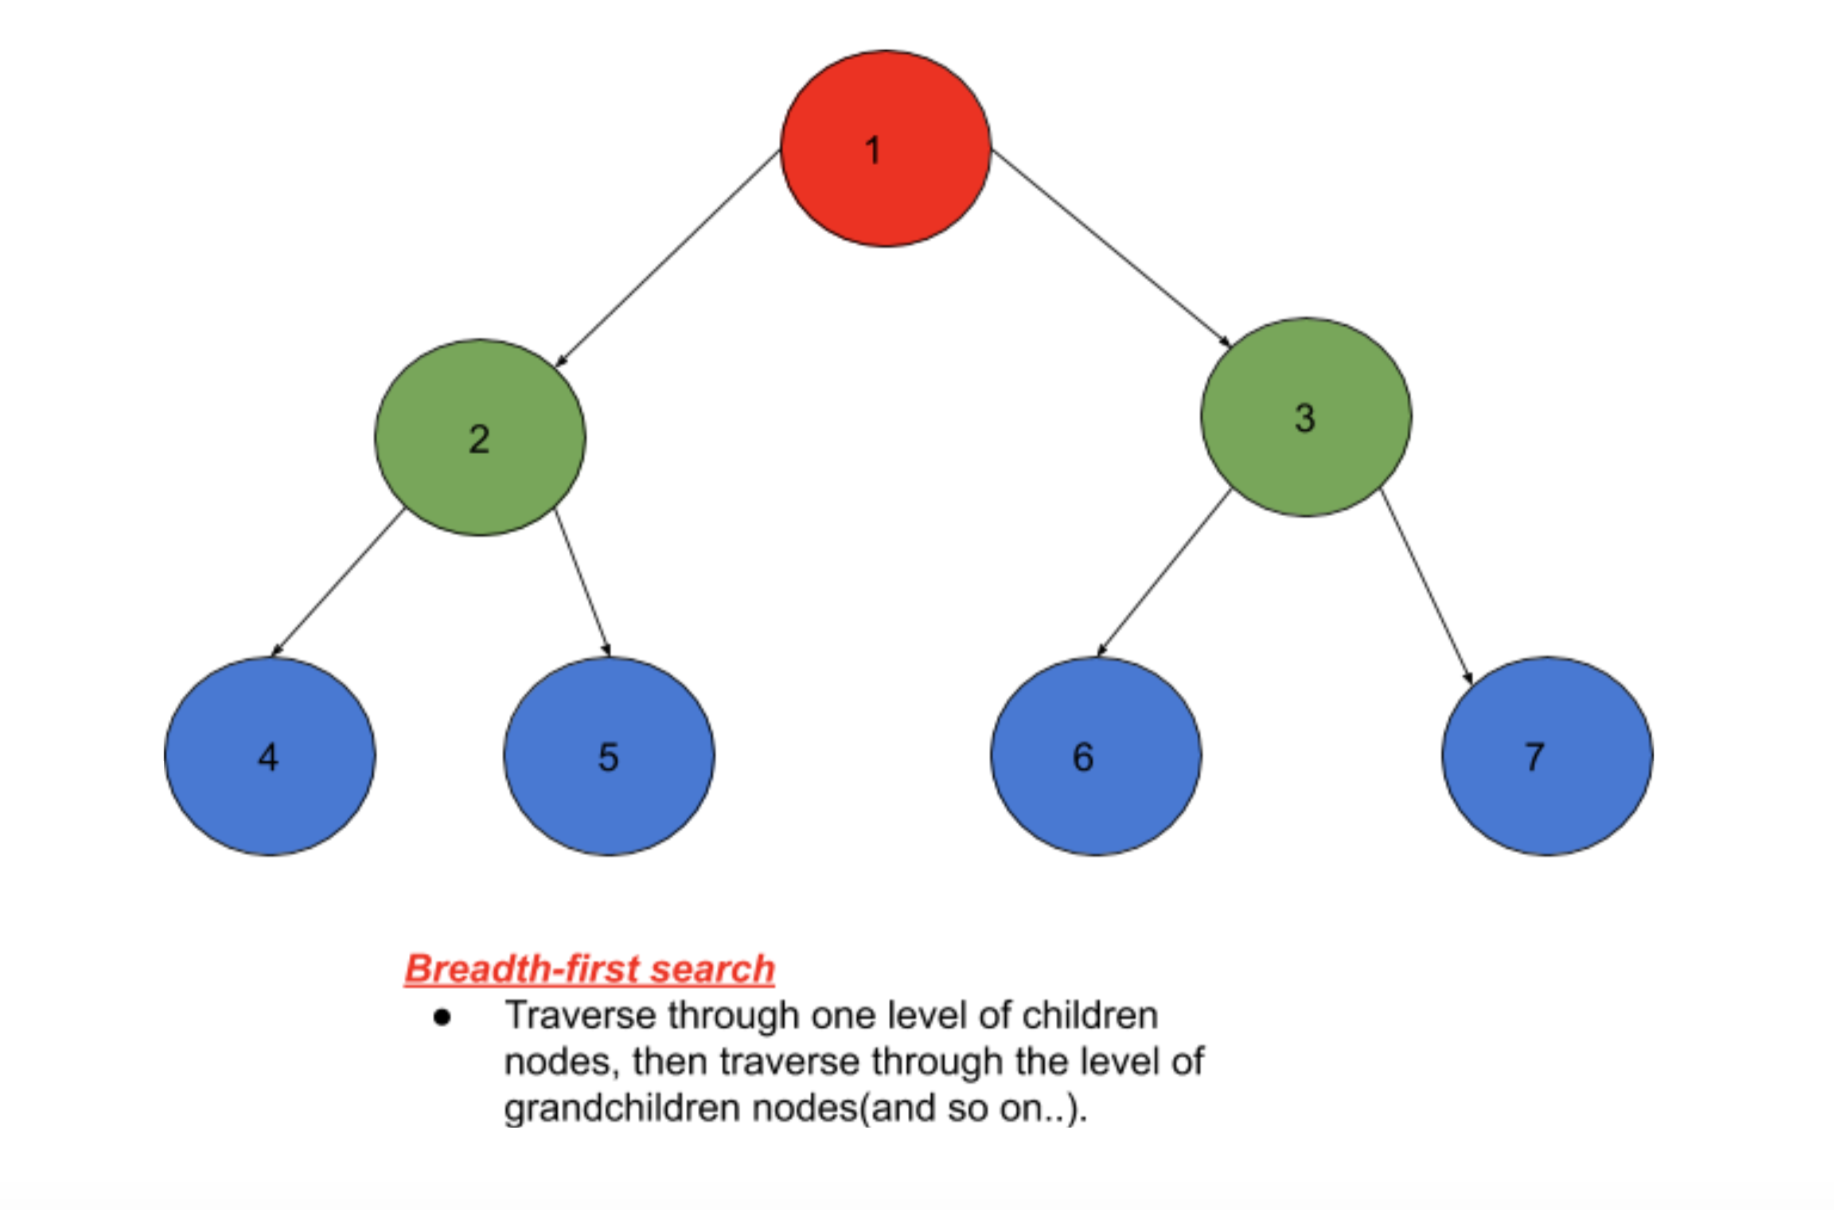 1
2
3
4
5
6
7
Breadth-first search
● Traverse through one level of children
nodes, then traverse through the level of
grandchildren nodes(and so on..).